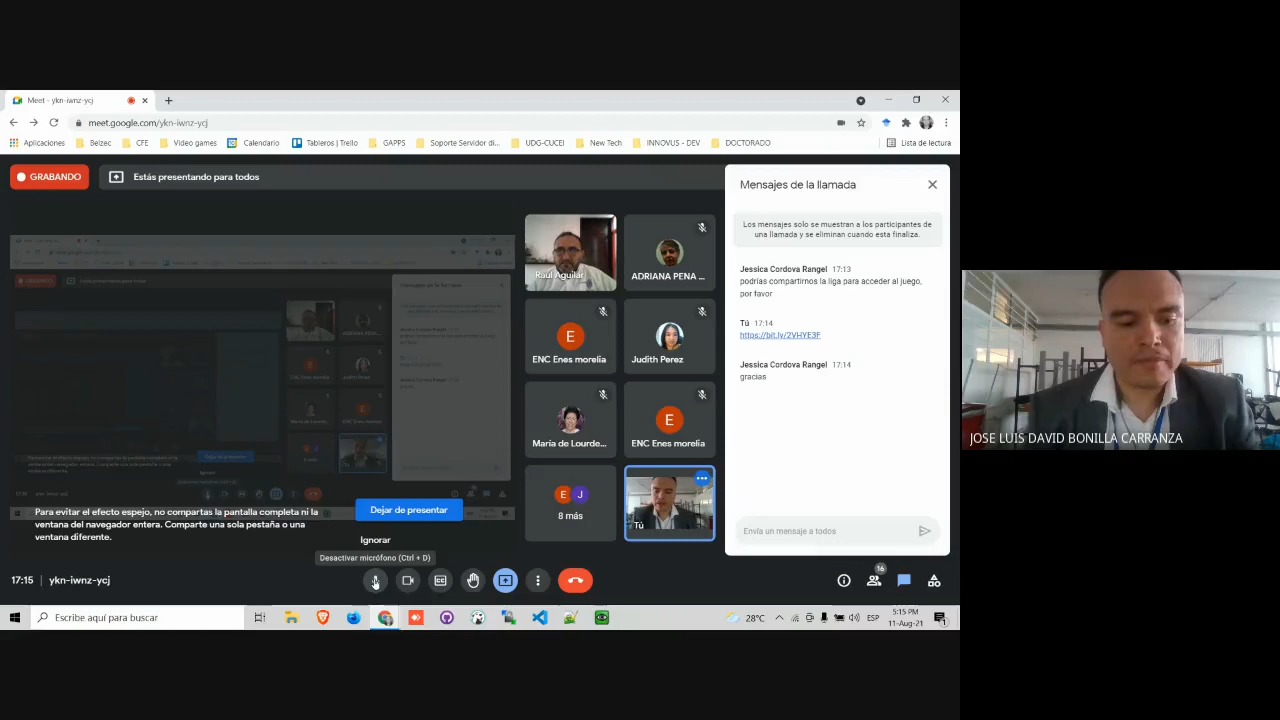 Meet - ykn-iwnz-ycj
meet.google.com/ykn-iwnz-ycj
Aplicaciones
Belzec
CFE
Video games
Calendario
Tableros | Trello
GAPPS
Soporte Servidor di...
UDG-CUCEI
New Tech
INNOVUS - DEV
DOCTORADO
Lista de lectura
GRABANDO
Estás presentando para todos
Raul Aguilar
ADRIANA PENA ...
ENC Enes morelia
Judith Perez
María de Lourde...
ENC Enes morelia
E
E
E
J
8 más
Tú
Para evitar el efecto espejo, no compartas la pantalla completa ni la
ventana del navegador entera. Comparte una sola pestaña o una
ventana diferente.
Dejar de presentar
Ignorar
Desactivar micrófono (Ctrl + D)
17:15 | ykn-iwnz-ycj
Mensajes de la llamada
Los mensajes solo se muestran a los participantes de
una llamada y se eliminan cuando esta finaliza.
Jessica Cordova Rangel 17:13
podrías compartirnos la liga para acceder al juego,
por favor
Tú 17:14
https://bit.ly/2VHYE3F
Jessica Cordova Rangel 17:14
gracias
Envía un mensaje a todos
16
Escribe aquí para buscar
28°C
ESP
5:15 PM
11-Aug-21
1
JOSE LUIS DAVID BONILLA CARRANZA